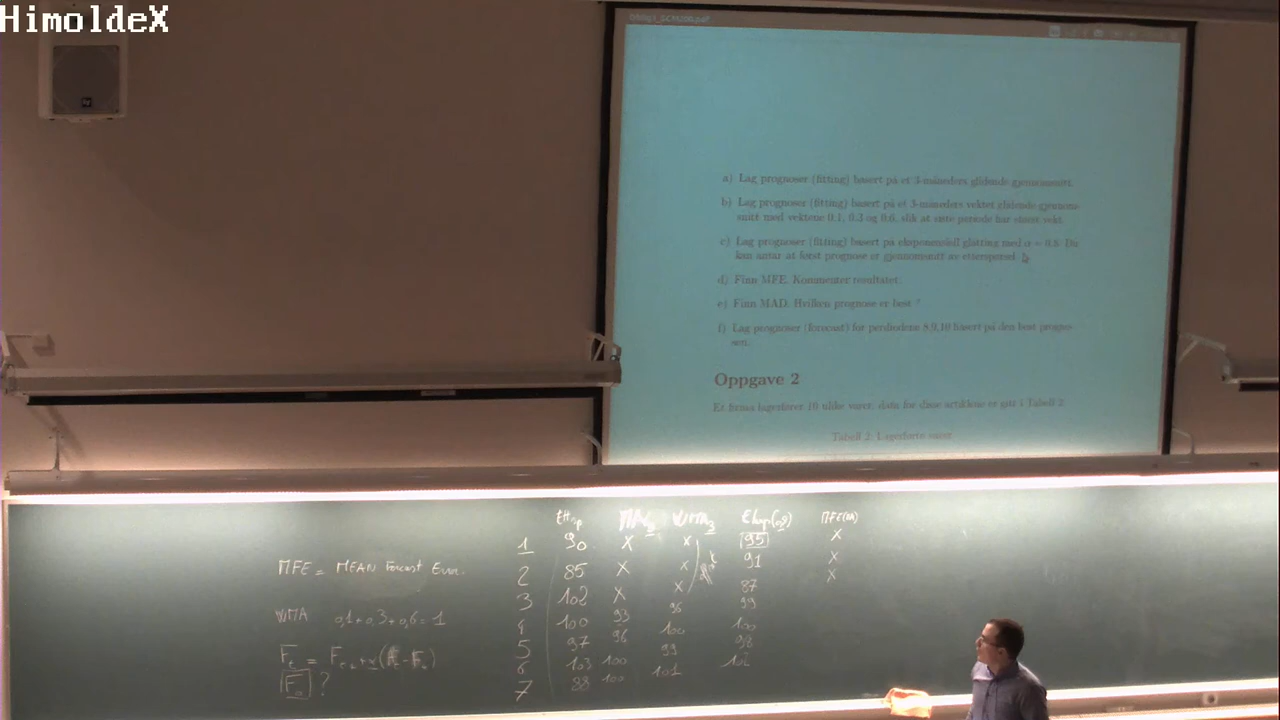 HimoldeX
a) Lag prognoser (fitting) basert på et 3-måneders glidende gjennomsnitt.
b) Lag prognoser (fitting) basert på et 3-måneders vektet glidende gjennom-
snitt med vektene 0.1, 0.3 og 0.6, slik at siste periode har størst vekt.
c) Lag prognoser (fitting) basert på eksponensiell glatting med α = 0.8. Du
kan anta at først prognose er gjennomsnitt av etterspørsel
d) Finn MFE. Kommenter resultatet.
e) Finn MAD. Hvilken prognose er best ?
f) Lag prognoser (forecast) for periodene 8,9,10 basert på den best progno-
sen.
Oppgave 2
Et firma lagerfører 10 ulike varer, data for disse artiklene er gitt i Tabell 2.
Tabell 2: Lagerførte varer
Ettsp MA3 WMA3
1 90 X X 95 X
2 85 X X 91 X
3 102 X X 87 X
4 100 93 96 99
5 97 96 100 100
6 103 100 99 98
7 88 100 101 102
MFE = MEAN Forecast Error.
WMA 0,1+0,3+0,6=1